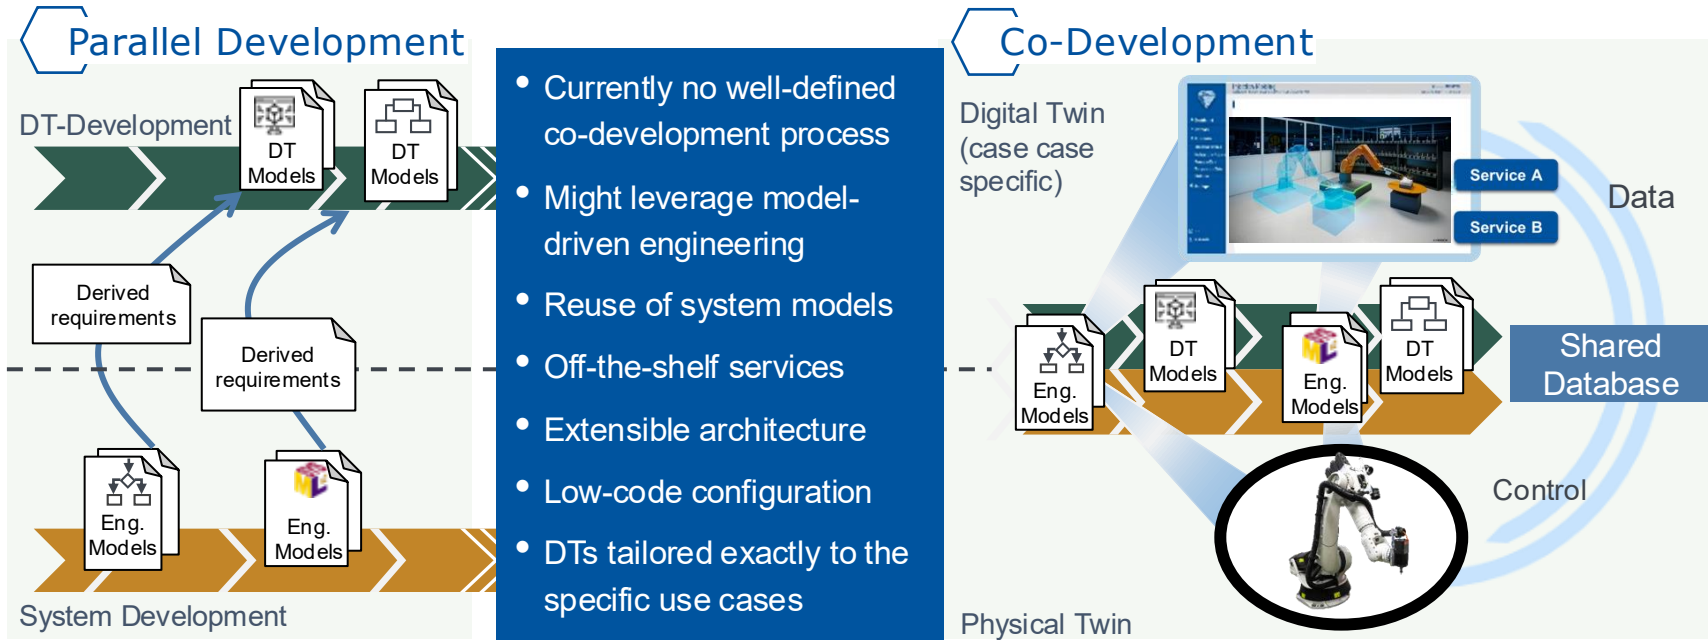 Parallel Development
DT-Development
DT
Models
DT
Models
Derived
requirements
Derived
requirements
Eng.
Models
Eng.
Models
System Development
• Currently no well-defined
co-development process
• Might leverage model-
driven engineering
• Reuse of system models
• Off-the-shelf services
• Extensible architecture
• Low-code configuration
• DTs tailored exactly to the
specific use cases
Co-Development
Digital Twin
(case case
specific)
Service A
Service B
Data
Eng.
Models
DT
Models
Eng.
Models
DT
Models
Shared
Database
Control
Physical Twin